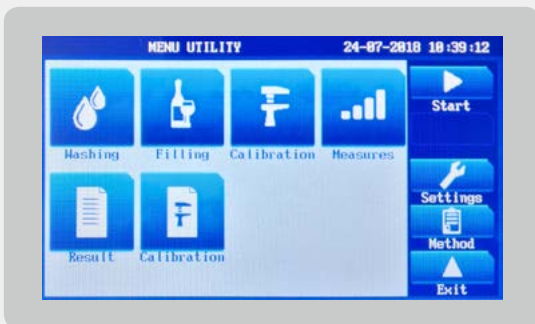 MENU UTILITY 24-07-2018 10:39:12
Start
Washing Filling Calibration Measures
Settings
Method
Result Calibration
Exit